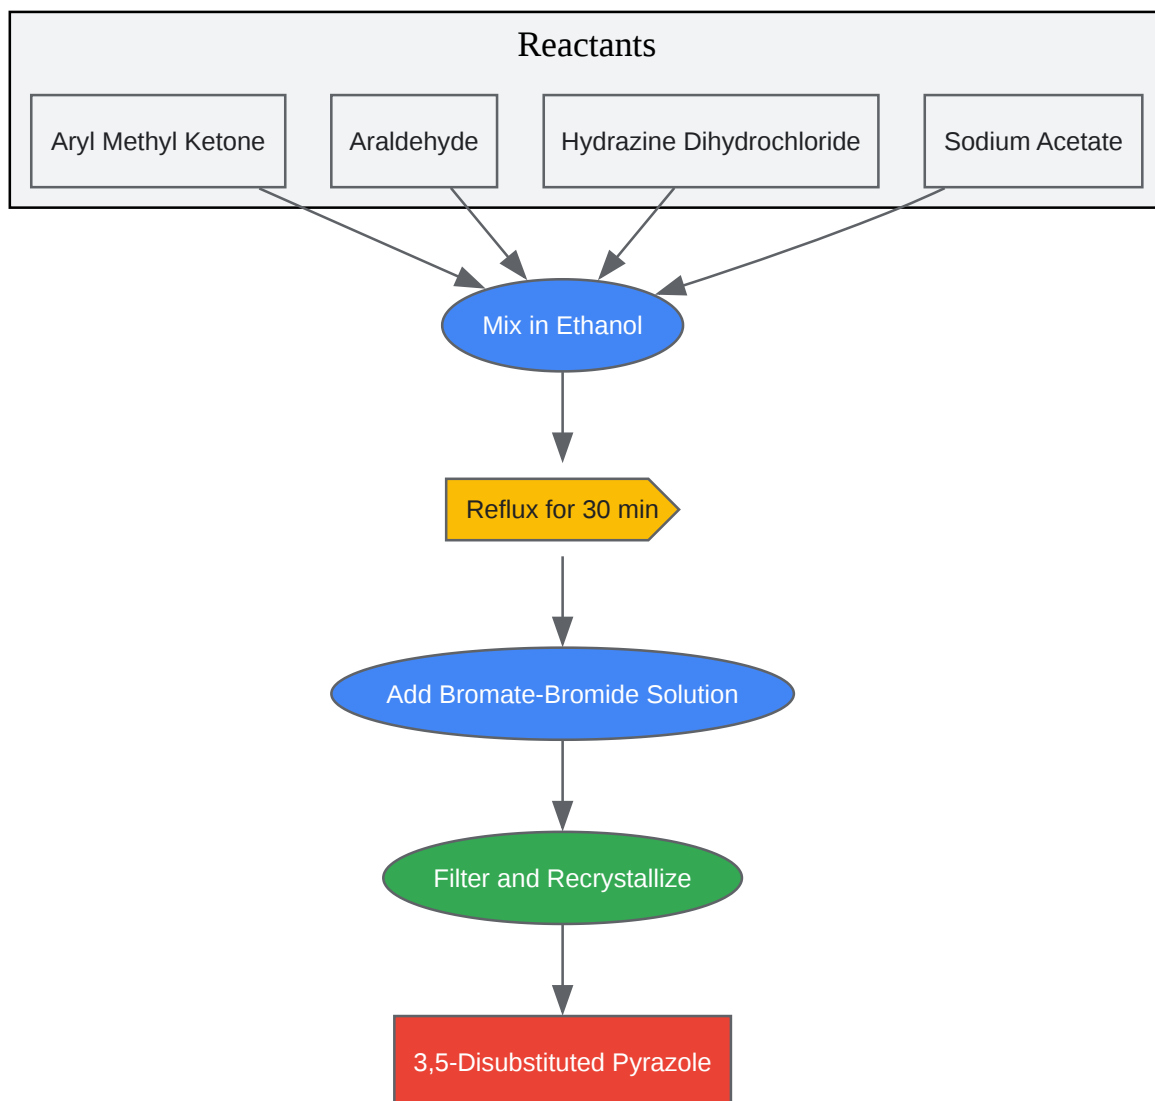 Reactants
Aryl Methyl Ketone
Araldehyde
Hydrazine Dihydrochloride
Sodium Acetate
Mix in Ethanol
Reflux for 30 min
Add Bromate-Bromide Solution
Filter and Recrystallize
3,5-Disubstituted Pyrazole